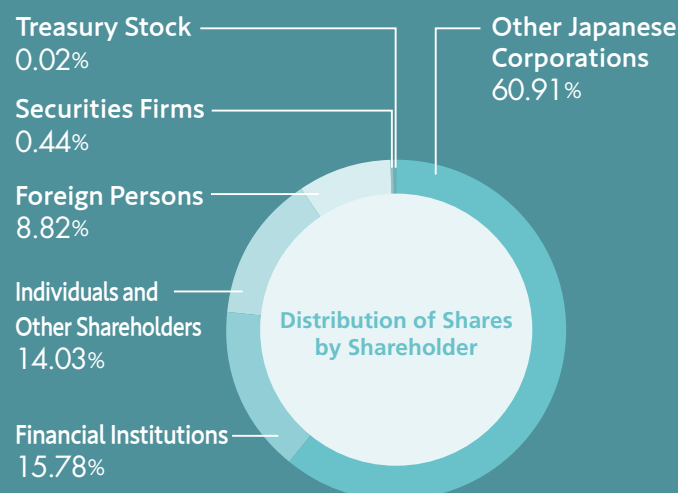 Treasury Stock
0.02%
Securities Firms
0.44%
Foreign Persons
8.82%
Individuals and
Other Shareholders
14.03%
Financial Institutions
15.78%
Other Japanese
Corporations
60.91%
Distribution of Shares
by Shareholder